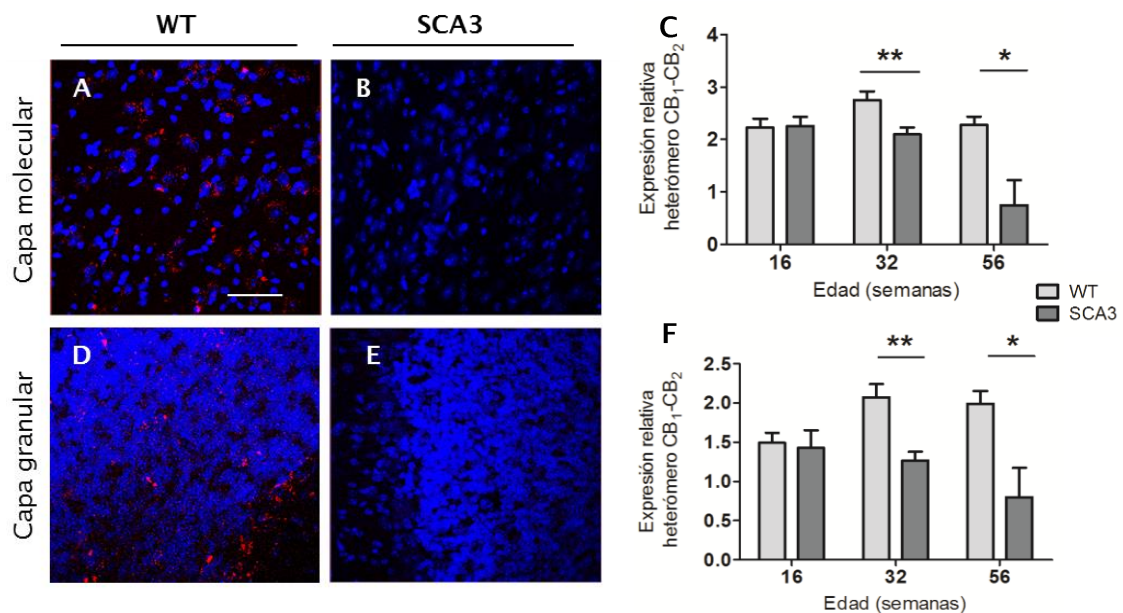 WT
SCA3
Capa molecular
A
B
C
Expresión relativa
heterómero CB₁-CB₂
4
3
2
1
0
**
*
16
32
56
Edad (semanas)
WT
SCA3
Capa granular
D
E
F
Expresión relativa
heterómero CB₁-CB₂
2.5
2.0
1.5
1.0
0.5
0.0
**
*
16
32
56
Edad (semanas)